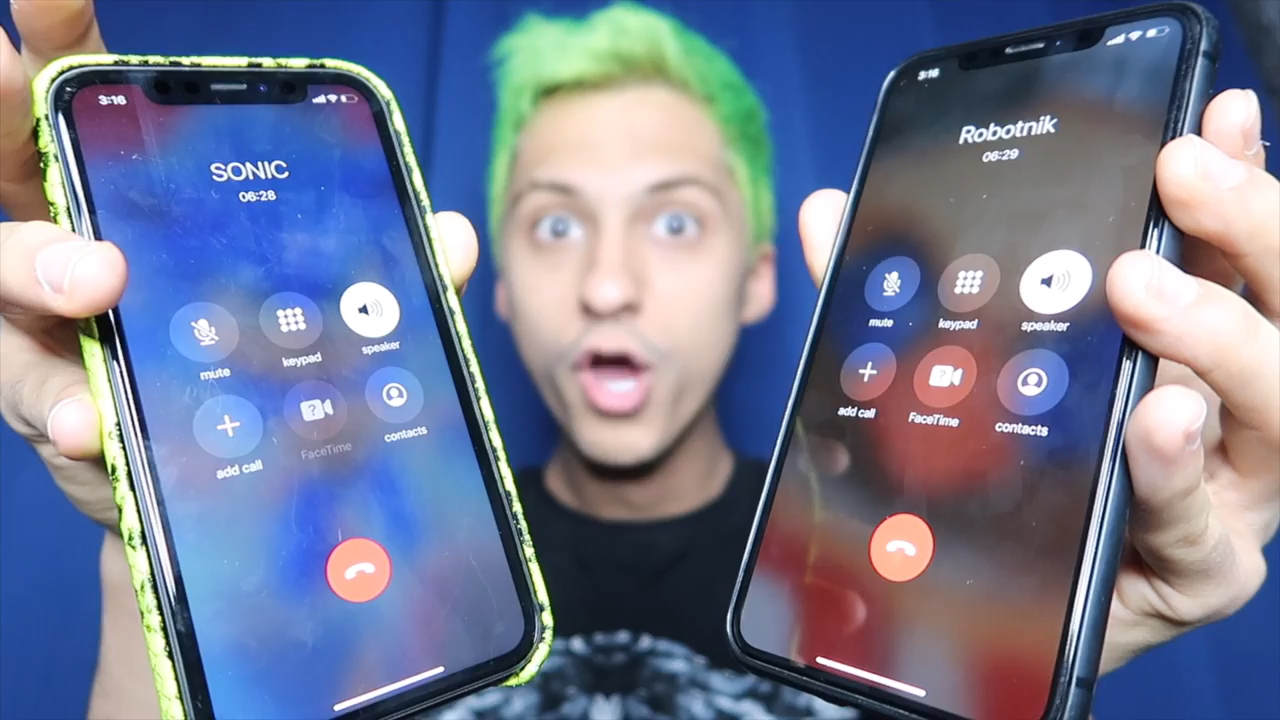 3:16
SONIC
06:28
mute
keypad
speaker
add call
?
FaceTime
contacts
3:16
Robotnik
06:29
mute
keypad
speaker
add call
?
FaceTime
contacts